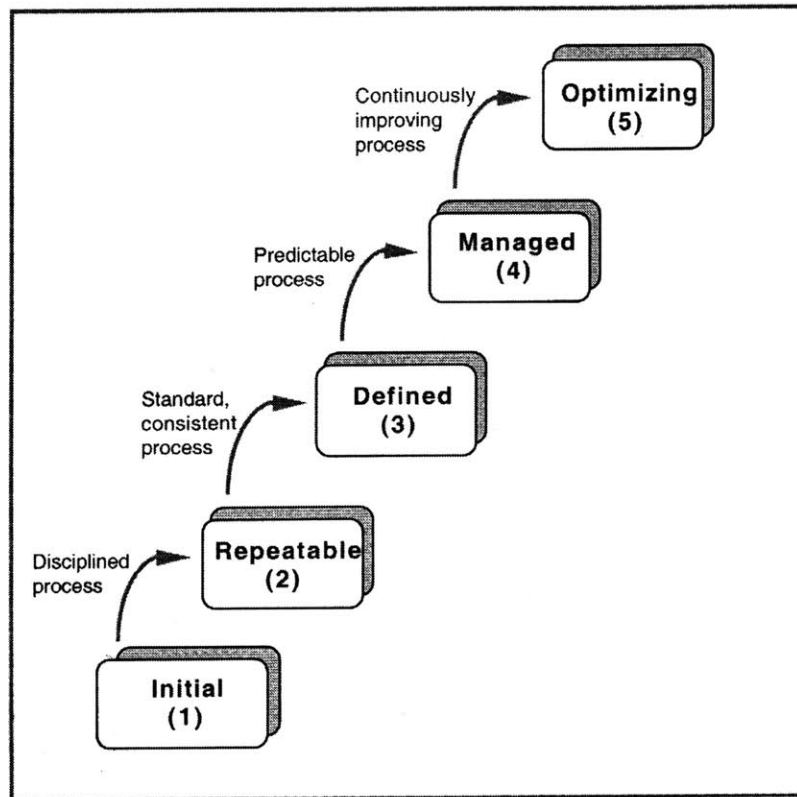 Continuously
improving
process
Optimizing
(5)
Predictable
process
Managed
(4)
Standard,
consistent
process
Defined
(3)
Disciplined
process
Repeatable
(2)
Initial
(1)